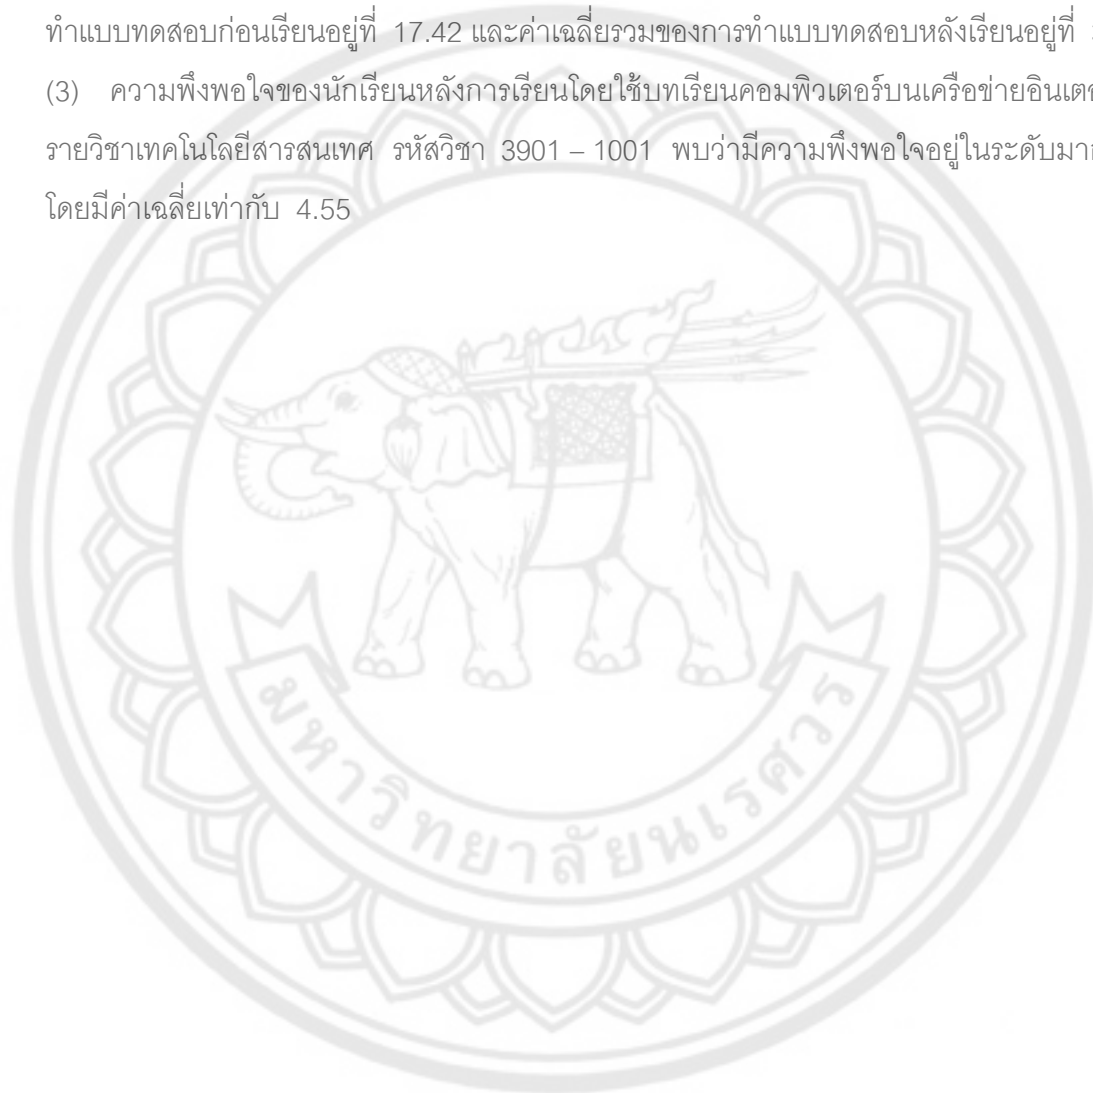 ทำแบบทดสอบก่อนเรียนอยู่ที่ 17.42 และค่าเฉลี่ยรวมของการทำแบบทดสอบหลังเรียนอยู่ที่
(3) ความพึงพอใจของนักเรียนหลังการเรียนโดยใช้บทเรียนคอมพิวเตอร์บนเครือข่าย
รายวิชาเทคโนโลยีสารสนเทศ รหัสวิชา 3901 – 1001 พบว่ามีความพึงพอใจอยู่ในระดับมาก
โดยมีค่าเฉลี่ยเท่ากับ 4.55
มหาวิทยาลัยนเรศวร